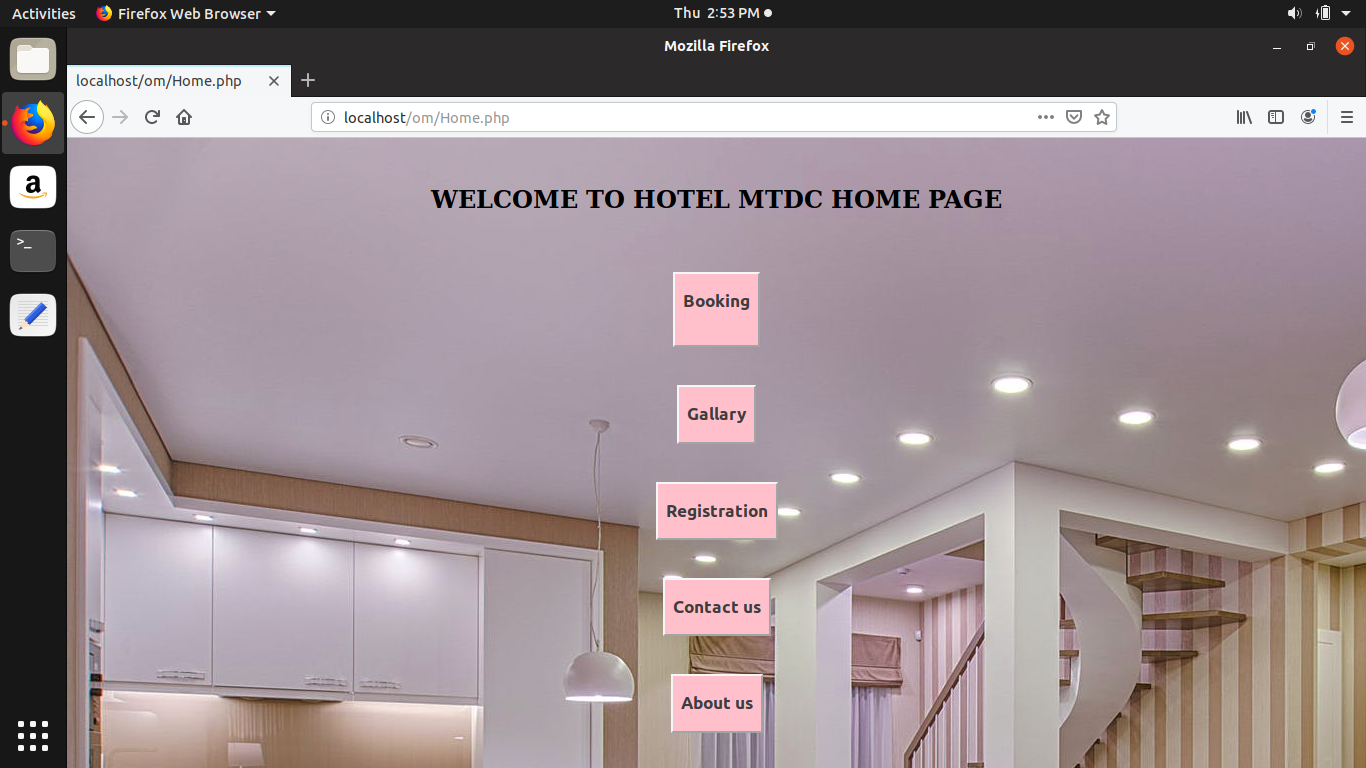 Activities Firefox Web Browser Thu 2:53 PM
Mozilla Firefox
localhost/om/Home.php
localhost/om/Home.php
a
>_
WELCOME TO HOTEL MTDC HOME PAGE
Booking
Gallary
Registration
Contact us
About us